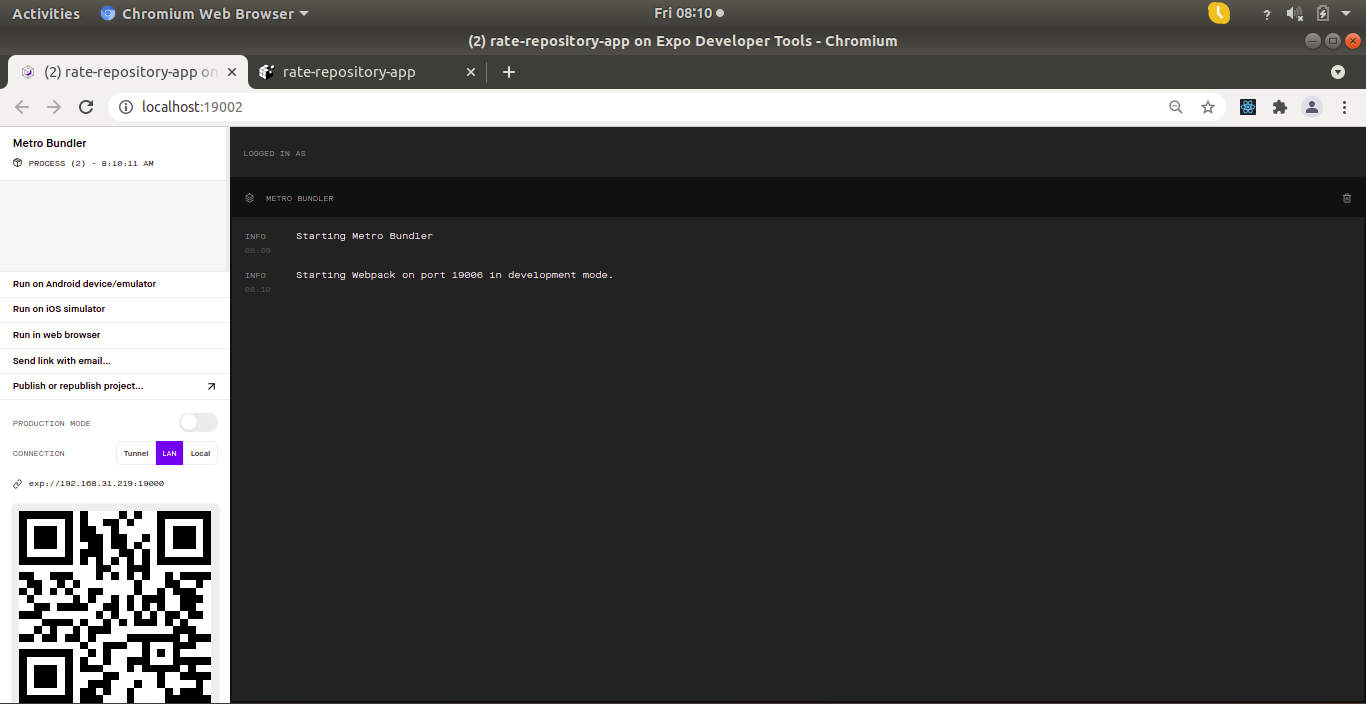 Activities
Chromium Web Browser
Fri 08:10
?
(2) rate-repository-app on Expo Developer Tools - Chromium
(2) rate-repository-app on
rate-repository-app
localhost:19002
Metro Bundler
PROCESS (2) - 8:10:11 AM
Run on Android device/emulator
Run on iOS simulator
Run in web browser
Send link with email…
Publish or republish project…
PRODUCTION MODE
CONNECTION
Tunnel
LAN
Local
exp://192.168.31.219:19000
LOGGED IN AS
METRO BUNDLER
INFO
Starting Metro Bundler
08:09
INFO
Starting Webpack on port 19006 in development mode.
08:10